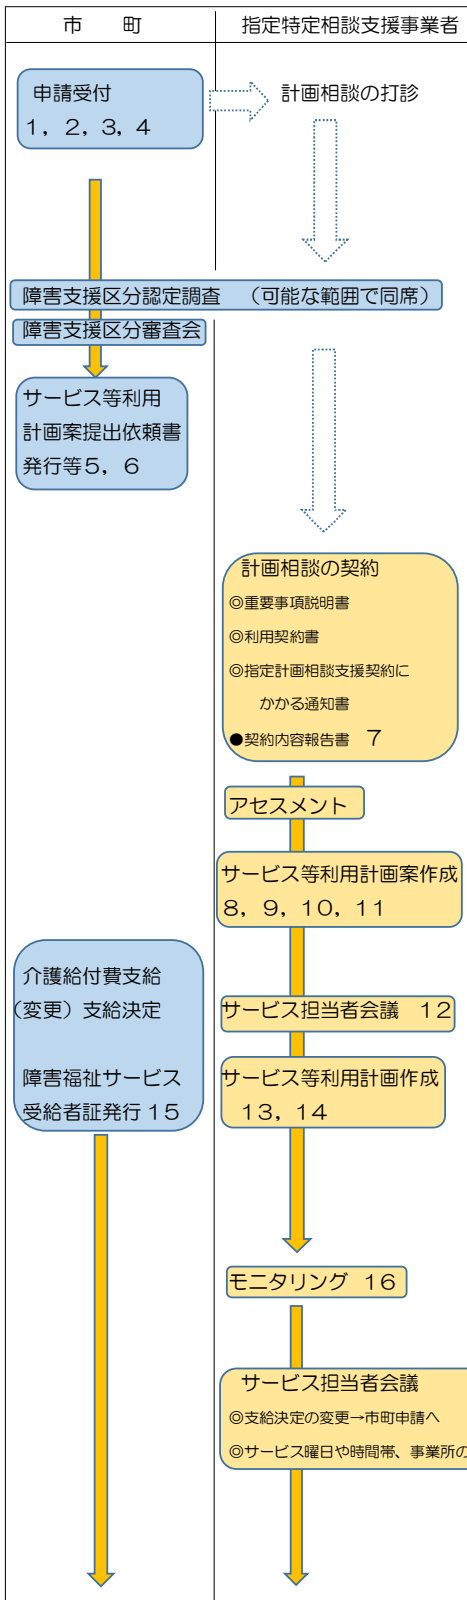 市　　町
指定特定相談支援事業者
申請受付
１，２，３，４
計画相談の打診
障害支援区分認定調査　（可能な範囲で同席）
障害支援区分審査会
サービス等利用
計画案提出依頼書
発行等５，６
計画相談の契約
◎重要事項説明書
◎利用契約書
◎指定計画相談支援契約に
かかる通知書
●契約内容報告書　７
アセスメント
サービス等利用計画案作成
８，９，１０，１１
介護給付費支給
（変更）支給決定
障害福祉サービス
受給者証発行 15
サービス担当者会議　１２
サービス等利用計画作成
１３，１４
モニタリング　１６
サービス担当者会議
◎支給決定の変更→市町申請へ
◎サービス曜日や時間帯、事業所の